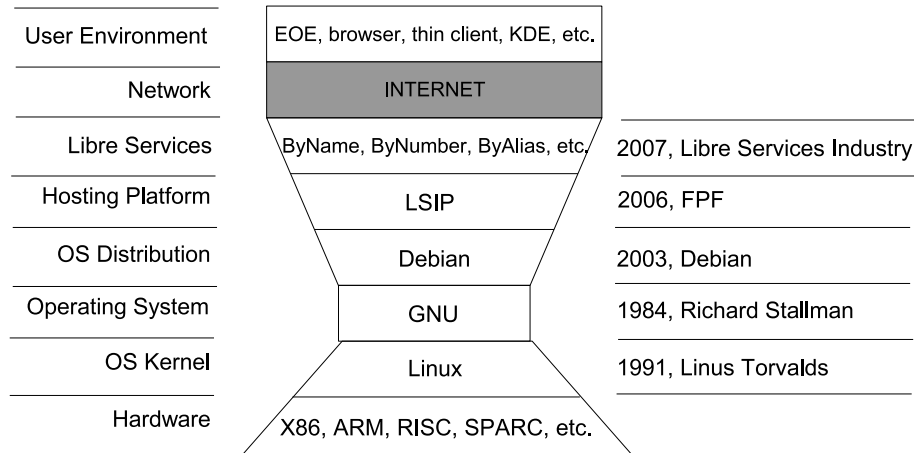 User Environment
EOE, browser, thin client, KDE, etc.
Network
INTERNET
Libre Services
ByName, ByNumber, ByAlias, etc.
2007, Libre Services Industry
Hosting Platform
LSIP
2006, FPF
OS Distribution
Debian
2003, Debian
Operating System
GNU
1984, Richard Stallman
OS Kernel
Linux
1991, Linus Torvalds
Hardware
X86, ARM, RISC, SPARC, etc.